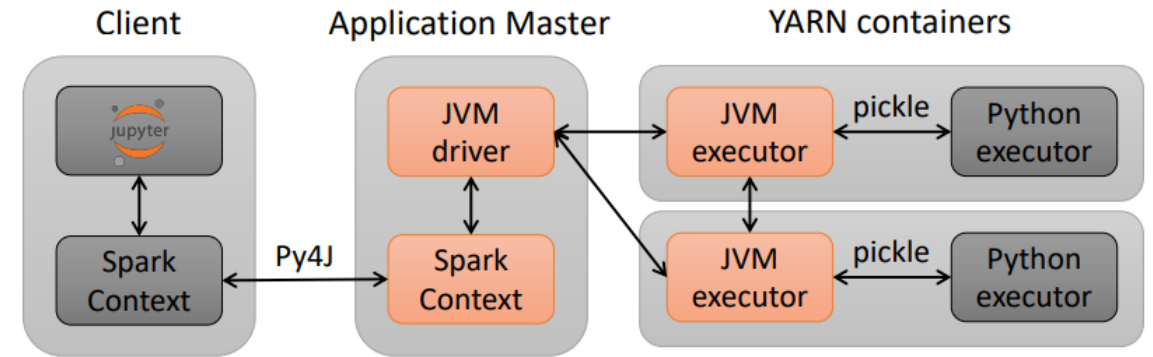 Client
Application Master
YARN containers
jupyter
Spark
Context
Py4J
JVM
driver
Spark
Context
JVM
executor
pickle
Python
executor
JVM
executor
pickle
Python
executor